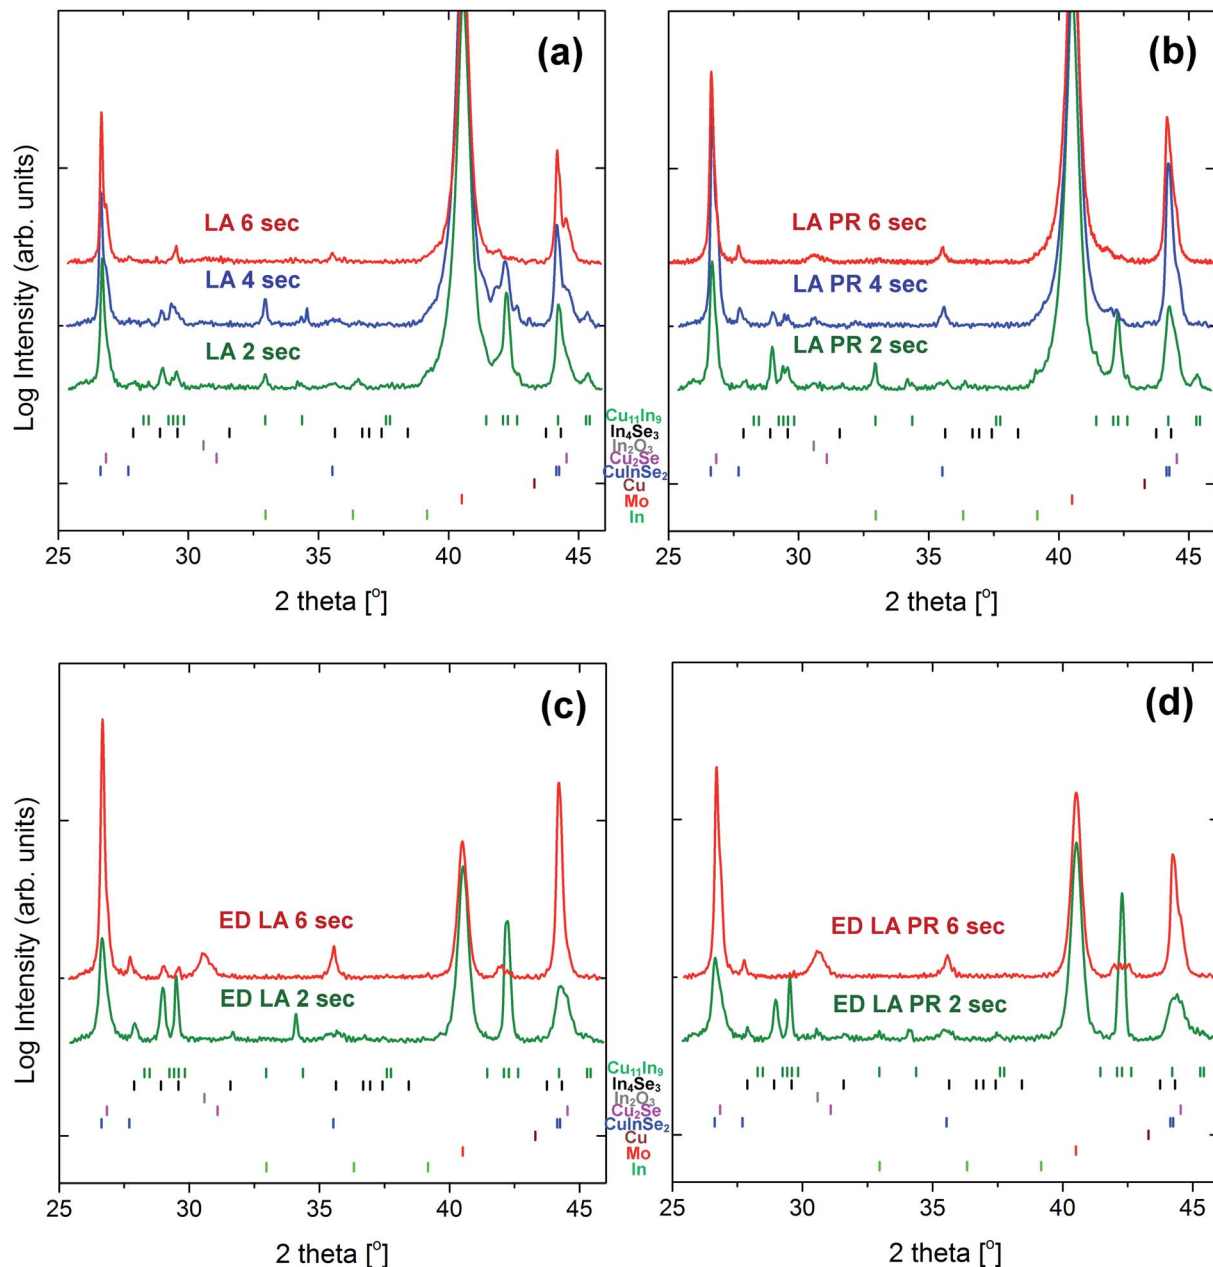 (a)
Log Intensity (arb. units)
LA 6 sec
LA 4 sec
LA 2 sec
25 30 35 40 45
2 theta [°]
(b)
LA PR 6 sec
LA PR 4 sec
LA PR 2 sec
Cu₁₁In₉
In₄Se₃
In₂O₃
Cu₂Se
CuInSe₂
Cu
Mo
In
25 30 35 40 45
2 theta [°]
(c)
Log Intensity (arb. units)
ED LA 6 sec
ED LA 2 sec
25 30 35 40 45
2 theta [°]
(d)
ED LA PR 6 sec
ED LA PR 2 sec
Cu₁₁In₉
In₄Se₃
In₂O₃
Cu₂Se
CuInSe₂
Cu
Mo
In
25 30 35 40 45
2 theta [°]